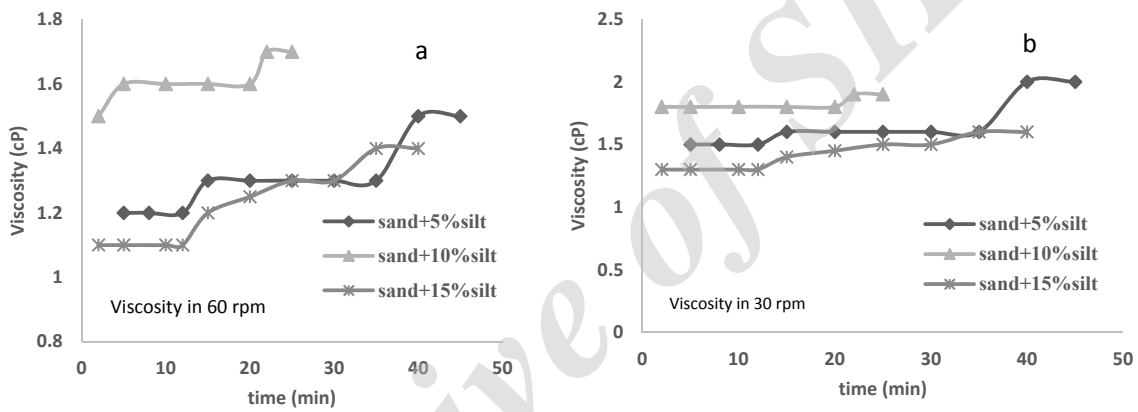 1.8
1.6
1.4
1.2
1
0.8
Viscosity (cP)
a
sand+5%silt
sand+10%silt
sand+15%silt
Viscosity in 60 rpm
0 10 20 30 40 50
time (min)
2.5
2
1.5
1
0.5
0
Viscosity (cP)
b
sand+5%silt
sand+10%silt
sand+15%silt
Viscosity in 30 rpm
0 10 20 30 40 50
time (min)
ive of SI